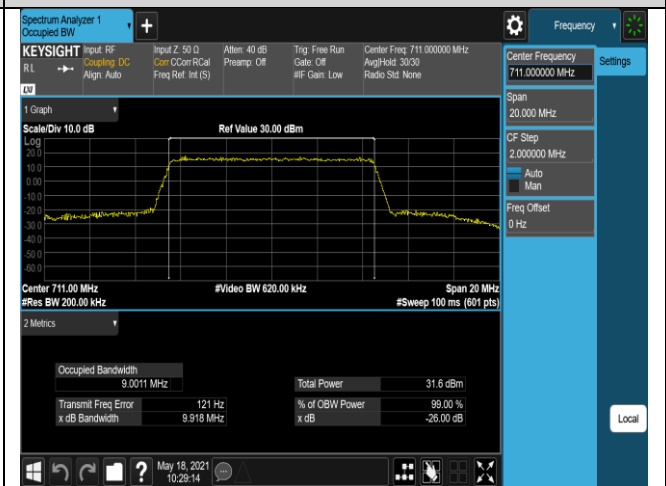 Spectrum Analyzer 1
Occupied BW
+
Frequency
KEYSIGHT
RL
LXI
Input: RF
Coupling: DC
Align: Auto
Input Z: 50 Ω
Corr CCorr RCal
Freq Ref: Int (S)
Atten: 40 dB
Preamp: Off
Trig: Free Run
Gate: Off
#IF Gain: Low
Center Freq: 711.000000 MHz
Avg|Hold: 30/30
Radio Std: None
Center Frequency
711.000000 MHz
Settings
Span
20.000 MHz
CF Step
2.000000 MHz
Auto
Man
Freq Offset
0 Hz
1 Graph
Scale/Div 10.0 dB
Ref Value 30.00 dBm
Log
20.0
10.0
0.00
-10.0
-20.0
-30.0
-40.0
-50.0
-60.0
Center 711.00 MHz
#Video BW 620.00 kHz
Span 20 MHz
#Res BW 200.00 kHz
#Sweep 100 ms (601 pts)
2 Metrics
Occupied Bandwidth
9.0011 MHz
Total Power 31.6 dBm
Transmit Freq Error 121 Hz
% of OBW Power 99.00 %
x dB Bandwidth 9.918 MHz
x dB -26.00 dB
Local
?
May 18, 2021
10:29:14